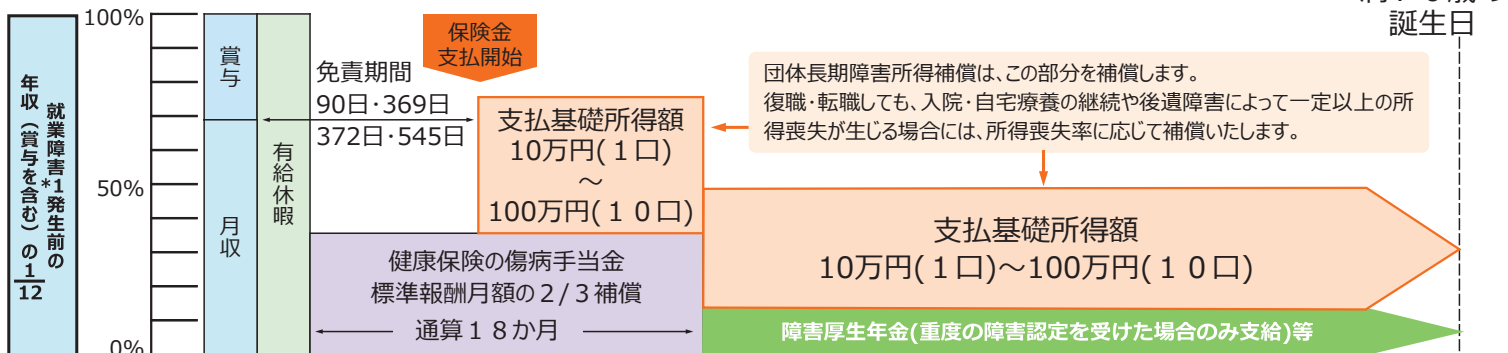 誕生日
100%
50%
0%
就業障害*1発生前の
年収（賞与を含む）の1/12
賞与
月収
有給休暇
免責期間
90日・369日
372日・545日
保険金
支払開始
支払基礎所得額
10万円(１口)
～
100万円(１０口)
団体長期障害所得補償は、この部分を補償します。
復職・転職しても、入院・自宅療養の継続や後遺障害によって一定以上の所
得喪失が生じる場合には、所得喪失率に応じて補償いたします。
支払基礎所得額
10万円(１口)～100万円(１０口)
健康保険の傷病手当金
標準報酬月額の２/３補償
通算１８か月
障害厚生年金(重度の障害認定を受けた場合のみ支給)等